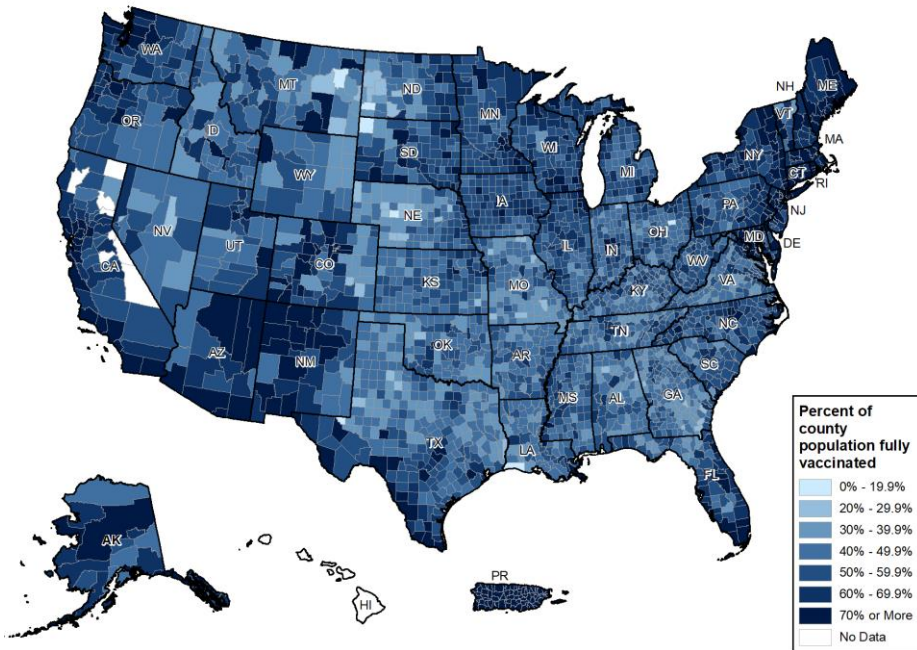 WA
MT
ND
MN
OR
ID
WY
SD
WI
MI
NH
VT
ME
MA
NY
CT
RI
NV
UT
CO
NE
IA
IL
IN
OH
PA
NJ
MD
DE
CA
KS
MO
KY
WV
VA
AZ
NM
OK
AR
TN
NC
SC
TX
LA
MS
AL
GA
FL
AK
HI
PR
Percent of
county
population fully
vaccinated
0% - 19.9%
20% - 29.9%
30% - 39.9%
40% - 49.9%
50% - 59.9%
60% - 69.9%
70% or More
No Data